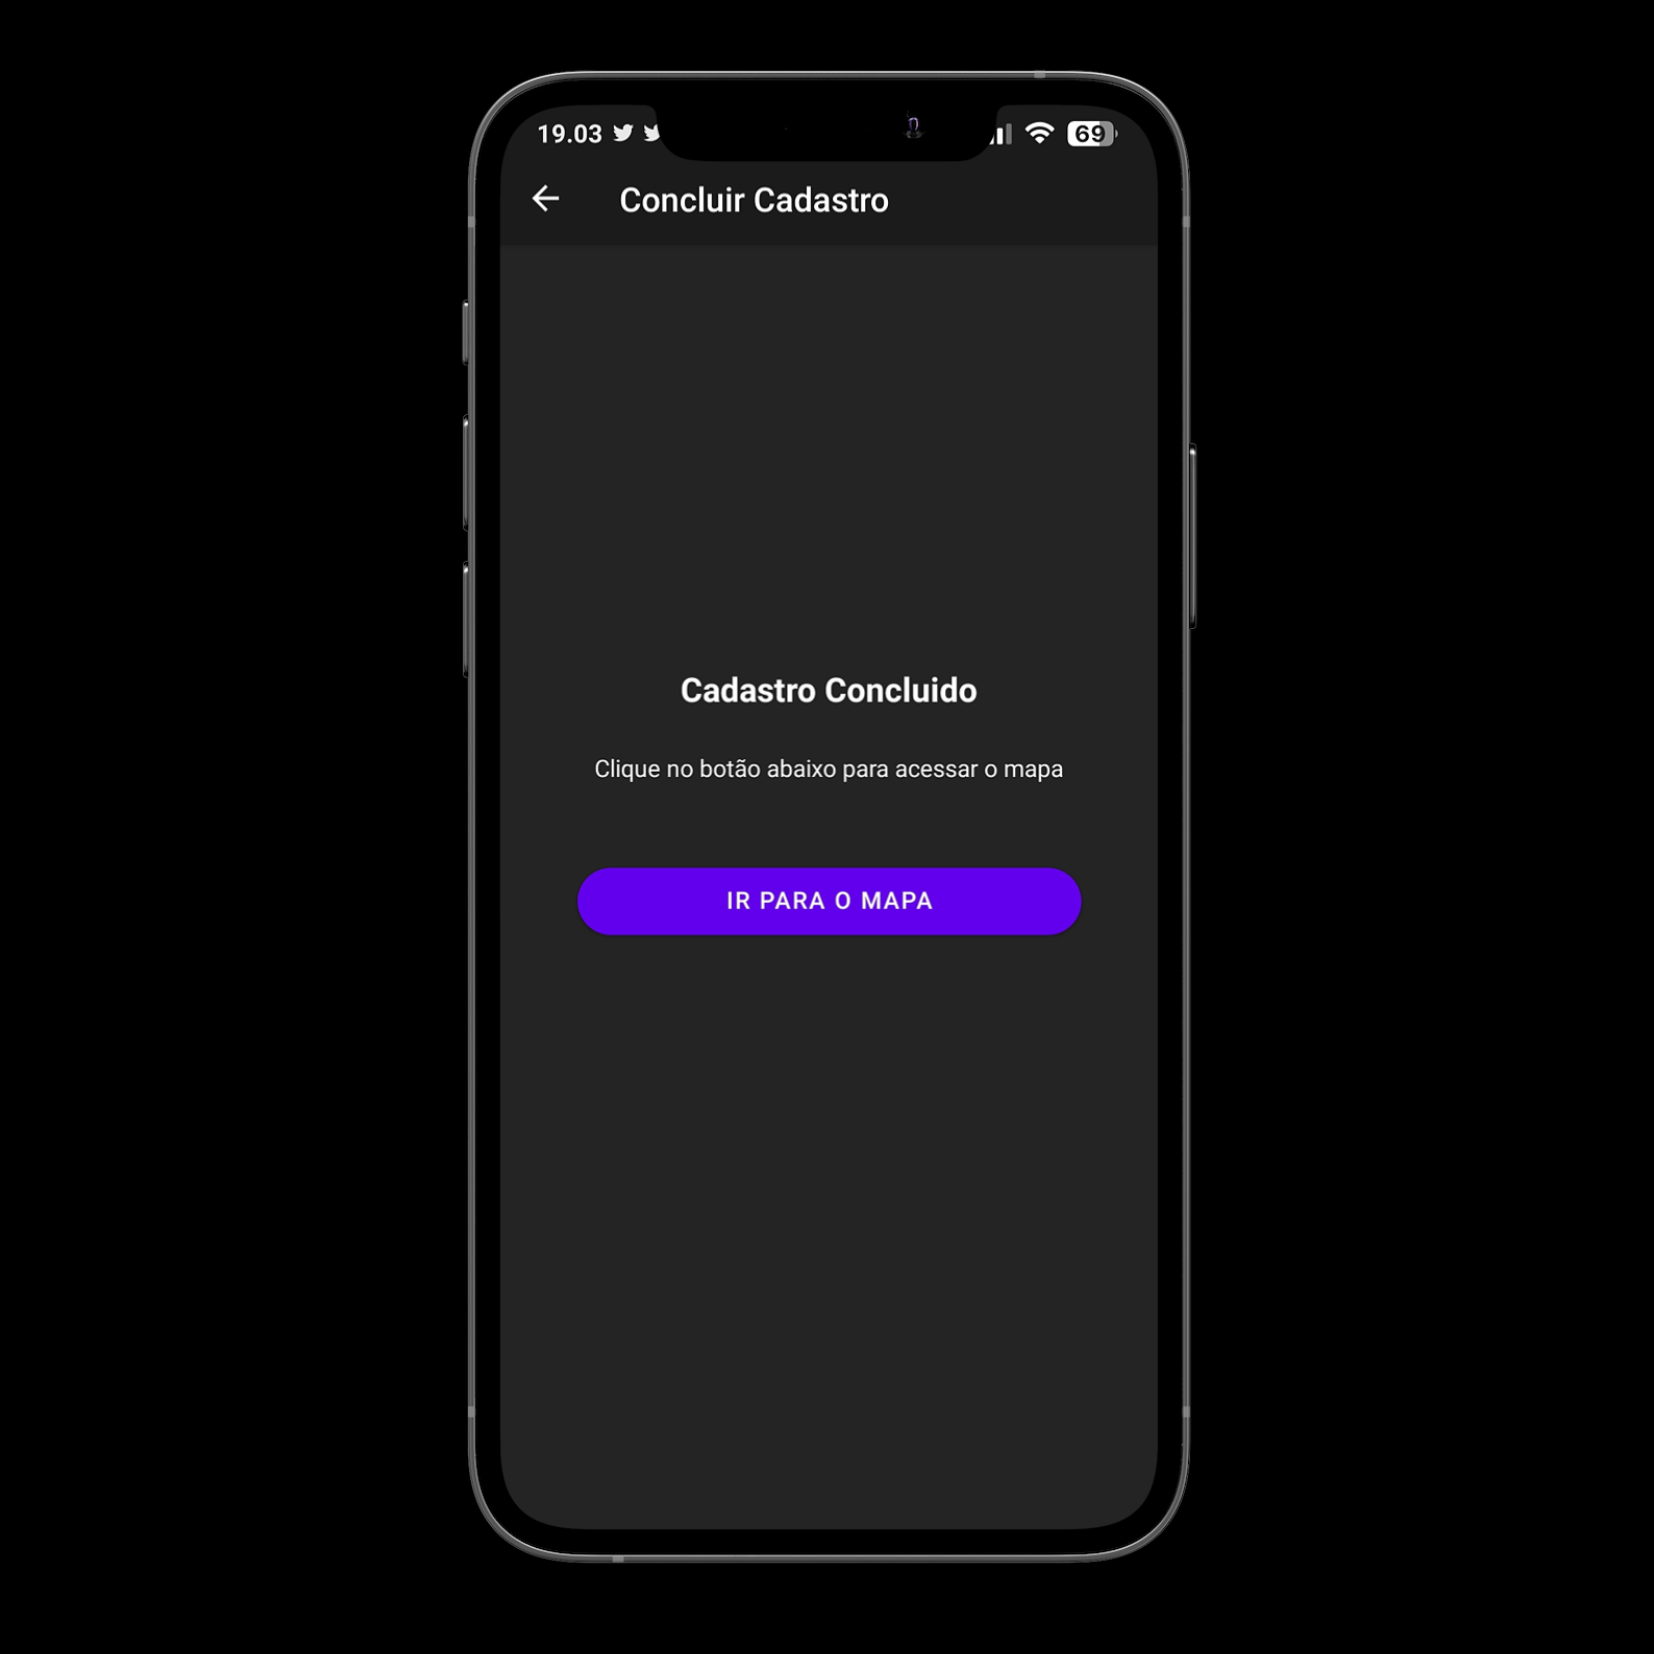 19.03
69
Concluir Cadastro
Cadastro Concluido
Clique no botão abaixo para acessar o mapa
IR PARA O MAPA